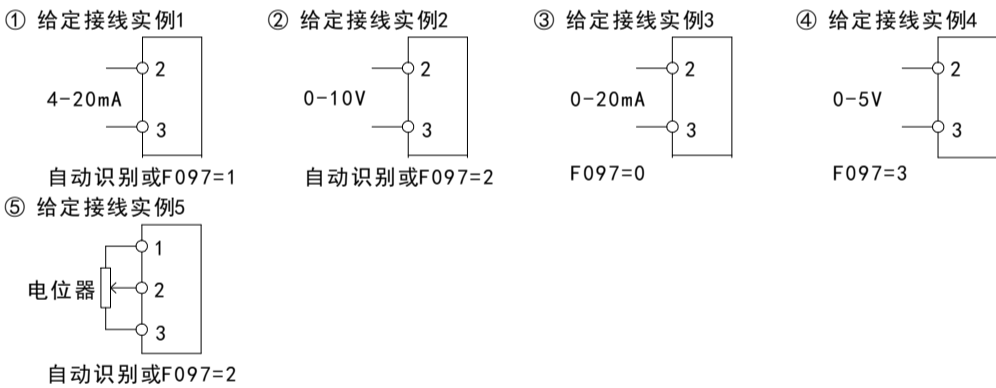 ① 给定接线实例1
② 给定接线实例2
③ 给定接线实例3
④ 给定接线实例4
2
4-20mA
3
2
0-10V
3
2
0-20mA
3
2
0-5V
3
自动识别或F097=1
自动识别或F097=2
F097=0
F097=3
⑤ 给定接线实例5
1
电位器
2
3
自动识别或F097=2